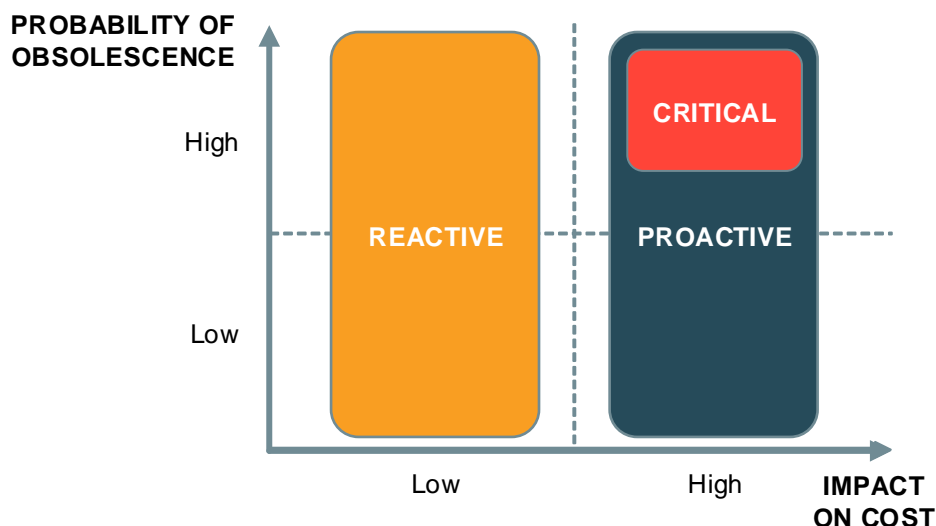 PROBABILITY OF
OBSOLESCENCE
High
Low
REACTIVE
CRITICAL
PROACTIVE
Low
High
IMPACT
ON COST